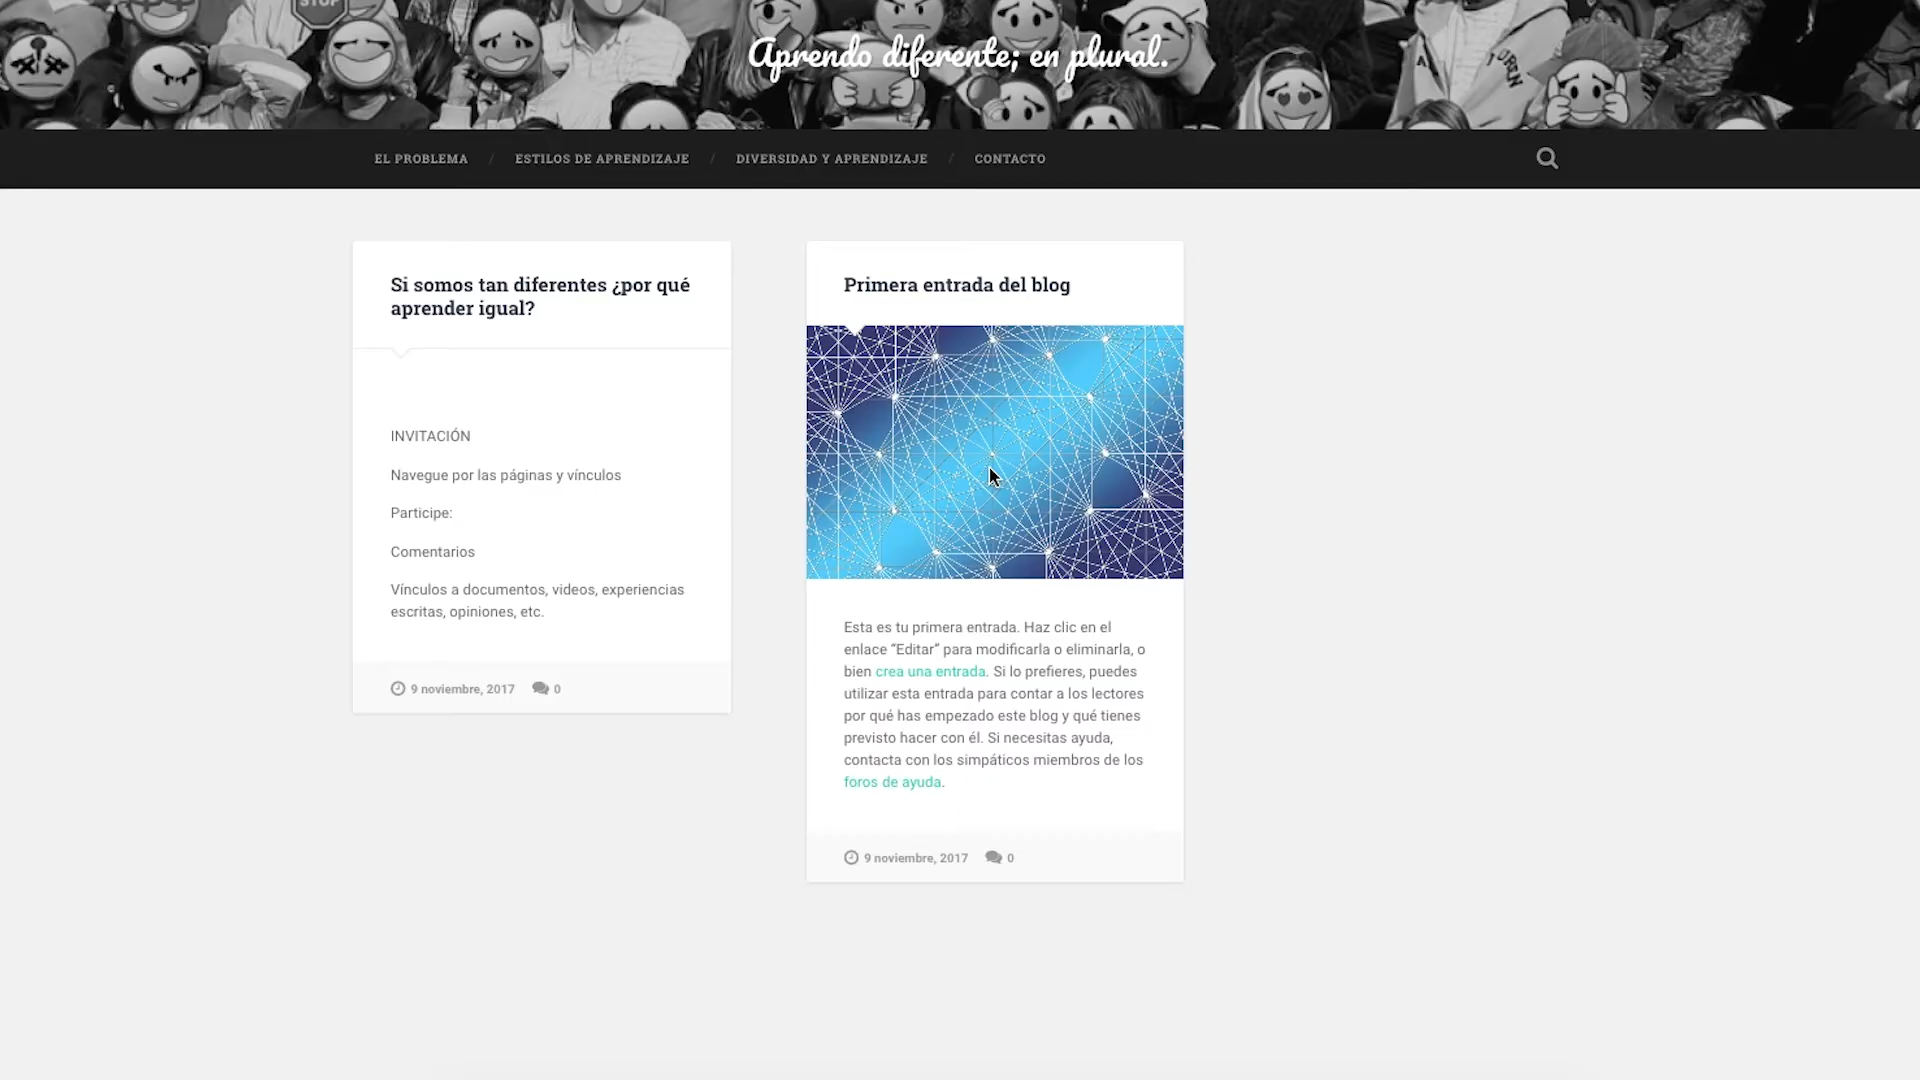 STOP
Aprendo diferente; en plural.
EL PROBLEMA / ESTILOS DE APRENDIZAJE / DIVERSIDAD Y APRENDIZAJE / CONTACTO
Si somos tan diferentes ¿por qué
aprender igual?
INVITACIÓN
Navegue por las páginas y vínculos
Participe:
Comentarios
Vínculos a documentos, videos, experiencias
escritas, opiniones, etc.
9 noviembre, 2017 0
Primera entrada del blog
Esta es tu primera entrada. Haz clic en el
enlace “Editar” para modificarla o eliminarla, o
bien crea una entrada. Si lo prefieres, puedes
utilizar esta entrada para contar a los lectores
por qué has empezado este blog y qué tienes
previsto hacer con él. Si necesitas ayuda,
contacta con los simpáticos miembros de los
foros de ayuda.
9 noviembre, 2017 0